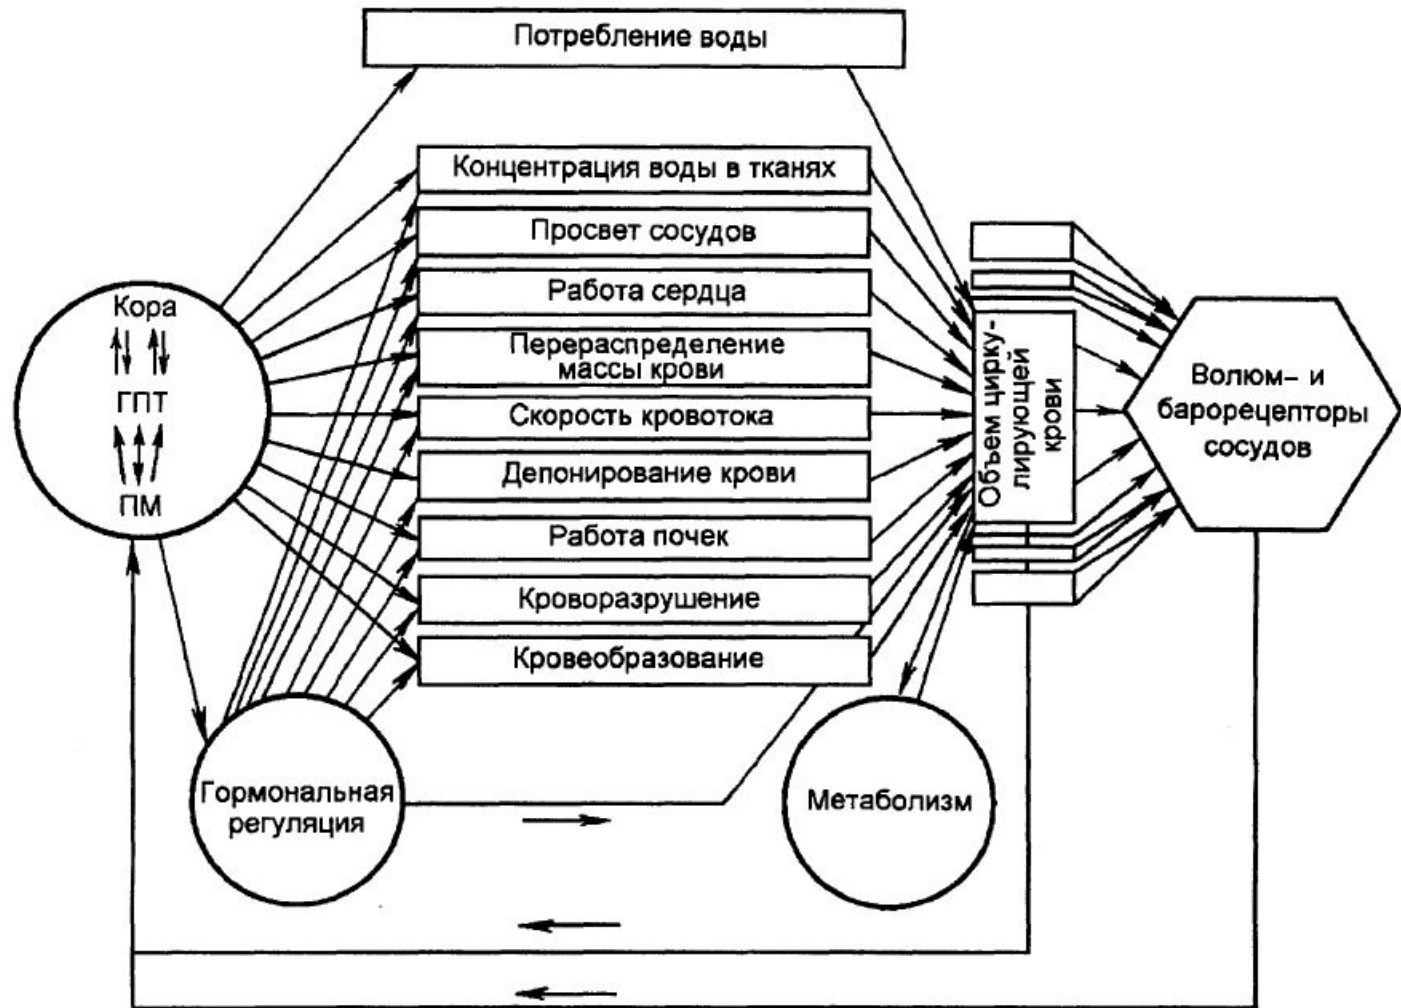 Потребление воды
Концентрация воды в тканях
Просвет сосудов
Работа сердца
Перераспределение
массы крови
Скорость кровотока
Депонирование крови
Работа почек
Кроворазрушение
Кровеобразование
Кора
ГПТ
ПМ
Гормональная
регуляция
Метаболизм
Объем цирку-
лирующей
крови
Волюм– и
барорецепторы
сосудов